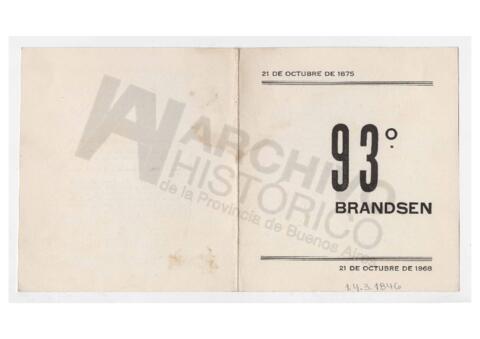 21 DE OCTUBRE DE 1875
93º
BRANDSEN
21 DE OCTUBRE DE 1968
1.4.3.1846
ARCHIVO
HISTÓRICO
de la Provincia de Buenos Aires